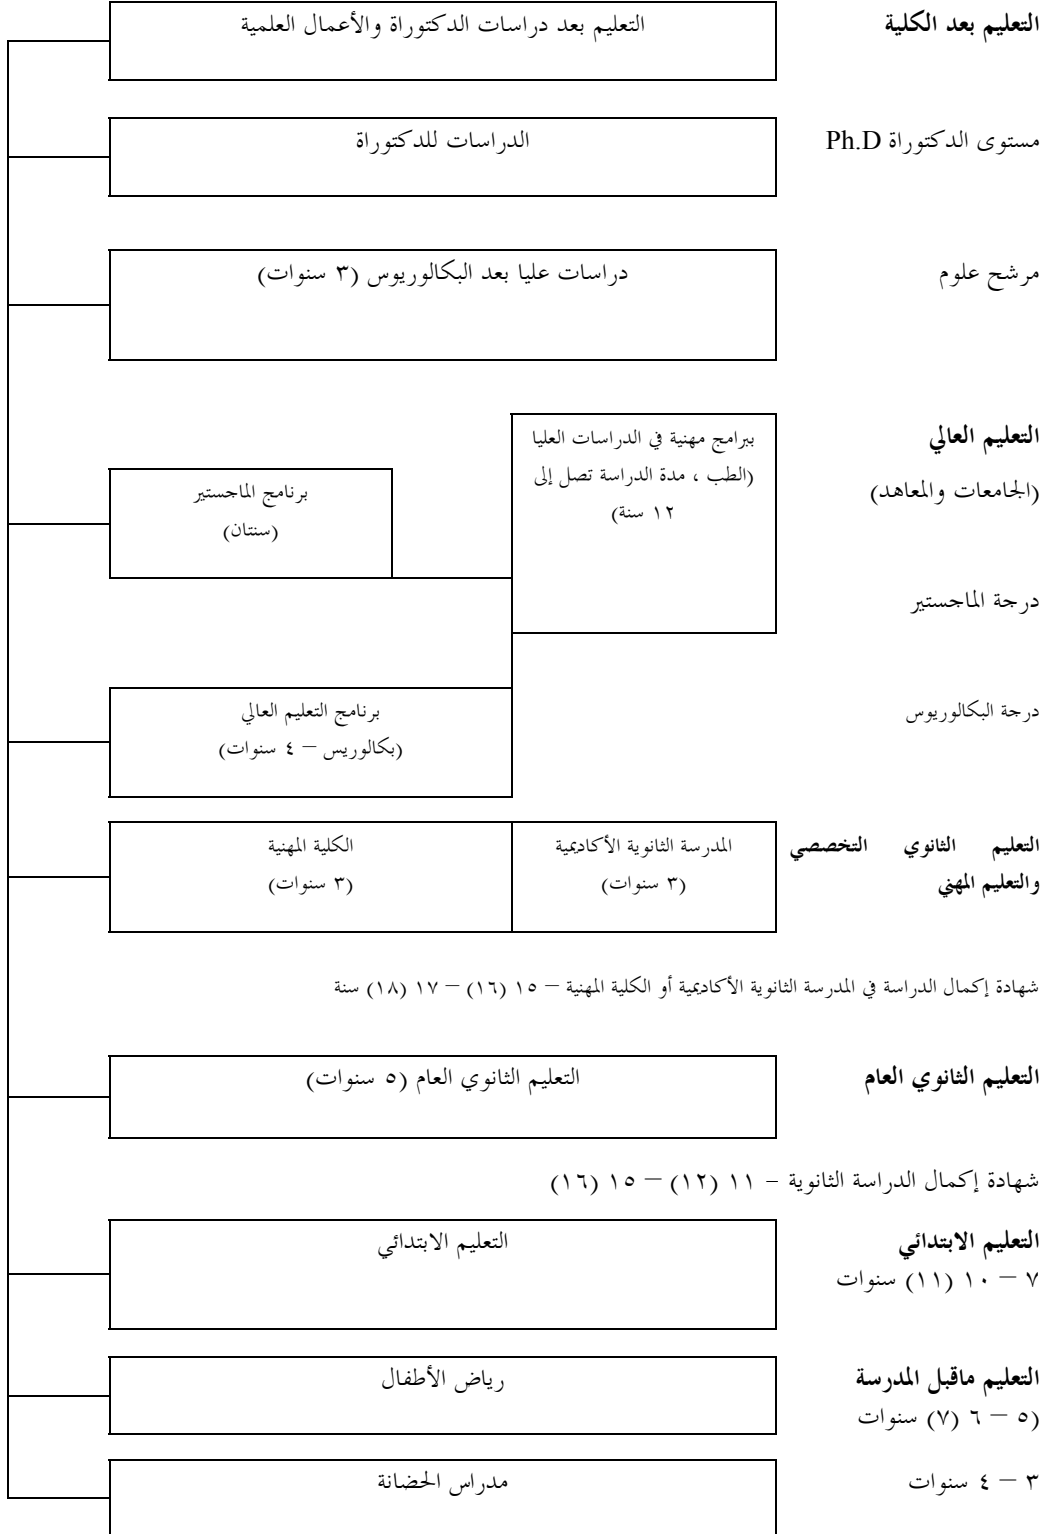 التعليم بعد الكلية
التعليم بعد دراسات الدكتوراة والأعمال العلمية
مستوى الدكتوراة Ph.D
الدراسات للدكتوراة
مرشح علوم
دراسات عليا بعد البكالوريوس (٣ سنوات)
التعليم العالي
(الجامعات والمعاهد)
ببرامج مهنية في الدراسات العليا
(الطب ، مدة الدراسة تصل إلى
١٢ سنة)
برنامج الماجستير
(سنتان)
درجة الماجستير
درجة البكالوريوس
برنامج التعليم العالي
(بكالوريس – ٤ سنوات)
التعليم الثانوي التخصصي
والتعليم المهني
المدرسة الثانوية الأكاديمية
(٣ سنوات)
الكلية المهنية
(٣ سنوات)
شهادة إكمال الدراسة في المدرسة الثانوية الأكاديمية أو الكلية المهنية – ١٥ (١٦) – ١٧ (١٨) سنة
التعليم الثانوي العام
التعليم الثانوي العام (٥ سنوات)
شهادة إكمال الدراسة الثانوية – ١١ (١٢) – ١٥ (١٦)
التعليم الابتدائي
٧ – ١٠ (١١) سنوات
التعليم الابتدائي
التعليم ماقبل المدرسة
(٥ – ٦ (٧) سنوات
رياض الأطفال
٣ – ٤ سنوات
مدراس الحضانة